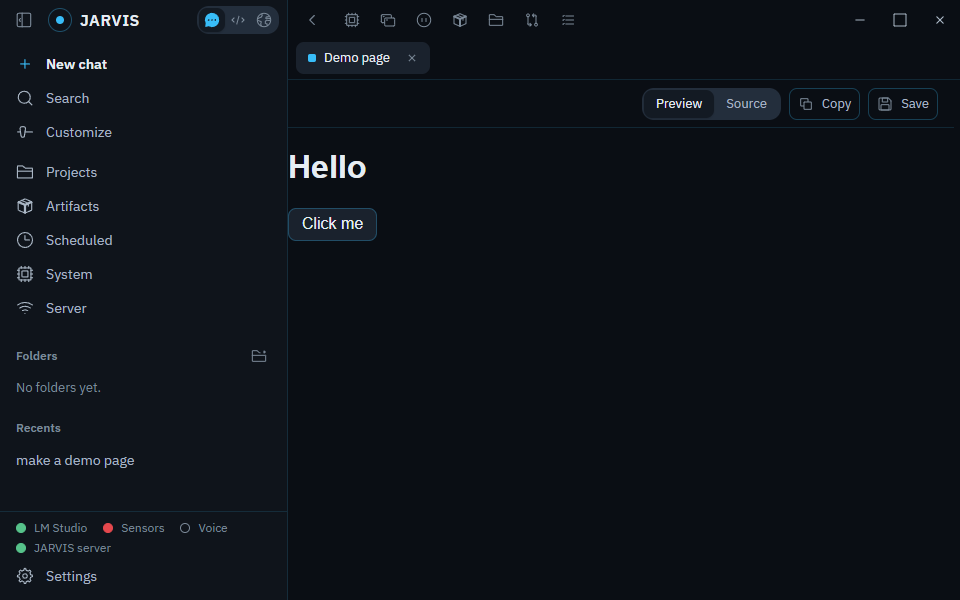 JARVIS
New chat
Search
Customize
Projects
Artifacts
Scheduled
System
Server
Folders
No folders yet.
Recents
make a demo page
LM Studio Sensors Voice
JARVIS server
Settings
Demo page
Preview Source Copy Save
Hello
Click me